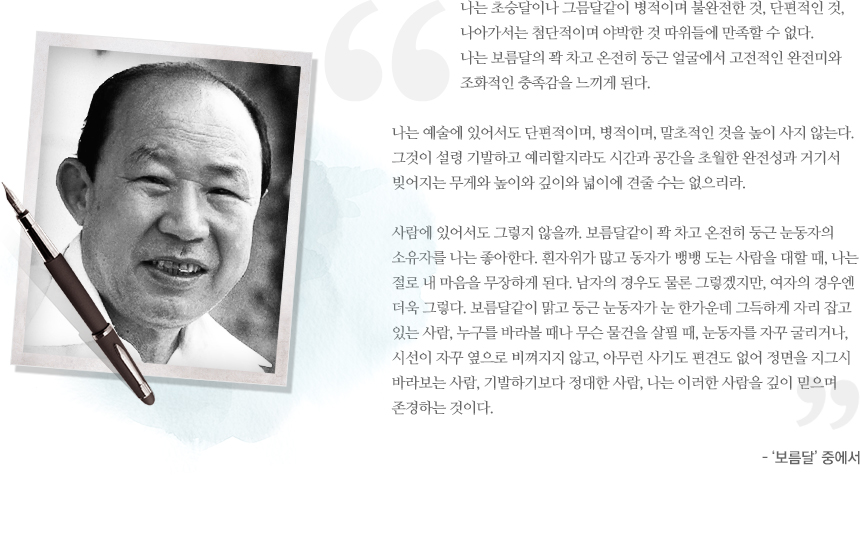 나는 초승달이나 그믐달같이 병적이며 불완전한 것, 단편적인 것,
나아가서는 첨단적이며 야박한 것 따위들에 만족할 수 없다.
나는 보름달의 꽉 차고 온전히 둥근 얼굴에서 고전적인 완전미와
조화적인 충족감을 느끼게 된다.
나는 예술에 있어서도 단편적이며, 병적이며, 말초적인 것을 높이 사지 않는다.
그것이 설령 기발하고 예리할지라도 시간과 공간을 초월한 완전성과 거기서
빚어지는 무게와 높이와 깊이와 넓이에 견줄 수는 없으리라.
사람에 있어서도 그렇지 않을까. 보름달같이 꽉 차고 온전히 둥근 눈동자의
소유자를 나는 좋아한다. 흰자위가 많고 동자가 뱅뱅 도는 사람을 대할 때, 나는
절로 내 마음을 무장하게 된다. 남자의 경우도 물론 그렇겠지만, 여자의 경우엔
더욱 그렇다. 보름달같이 맑고 둥근 눈동자가 눈 한가운데 그득하게 자리 잡고
있는 사람, 누구를 바라볼 때나 무슨 물건을 살필 때, 눈동자를 자꾸 굴리거나,
시선이 자꾸 옆으로 비껴지지 않고, 아무런 사기도 편견도 없어 정면을 지그시
바라보는 사람, 기발하기보다 정대한 사람, 나는 이러한 사람을 깊이 믿으며
존경하는 것이다.
- ‘보름달’ 중에서